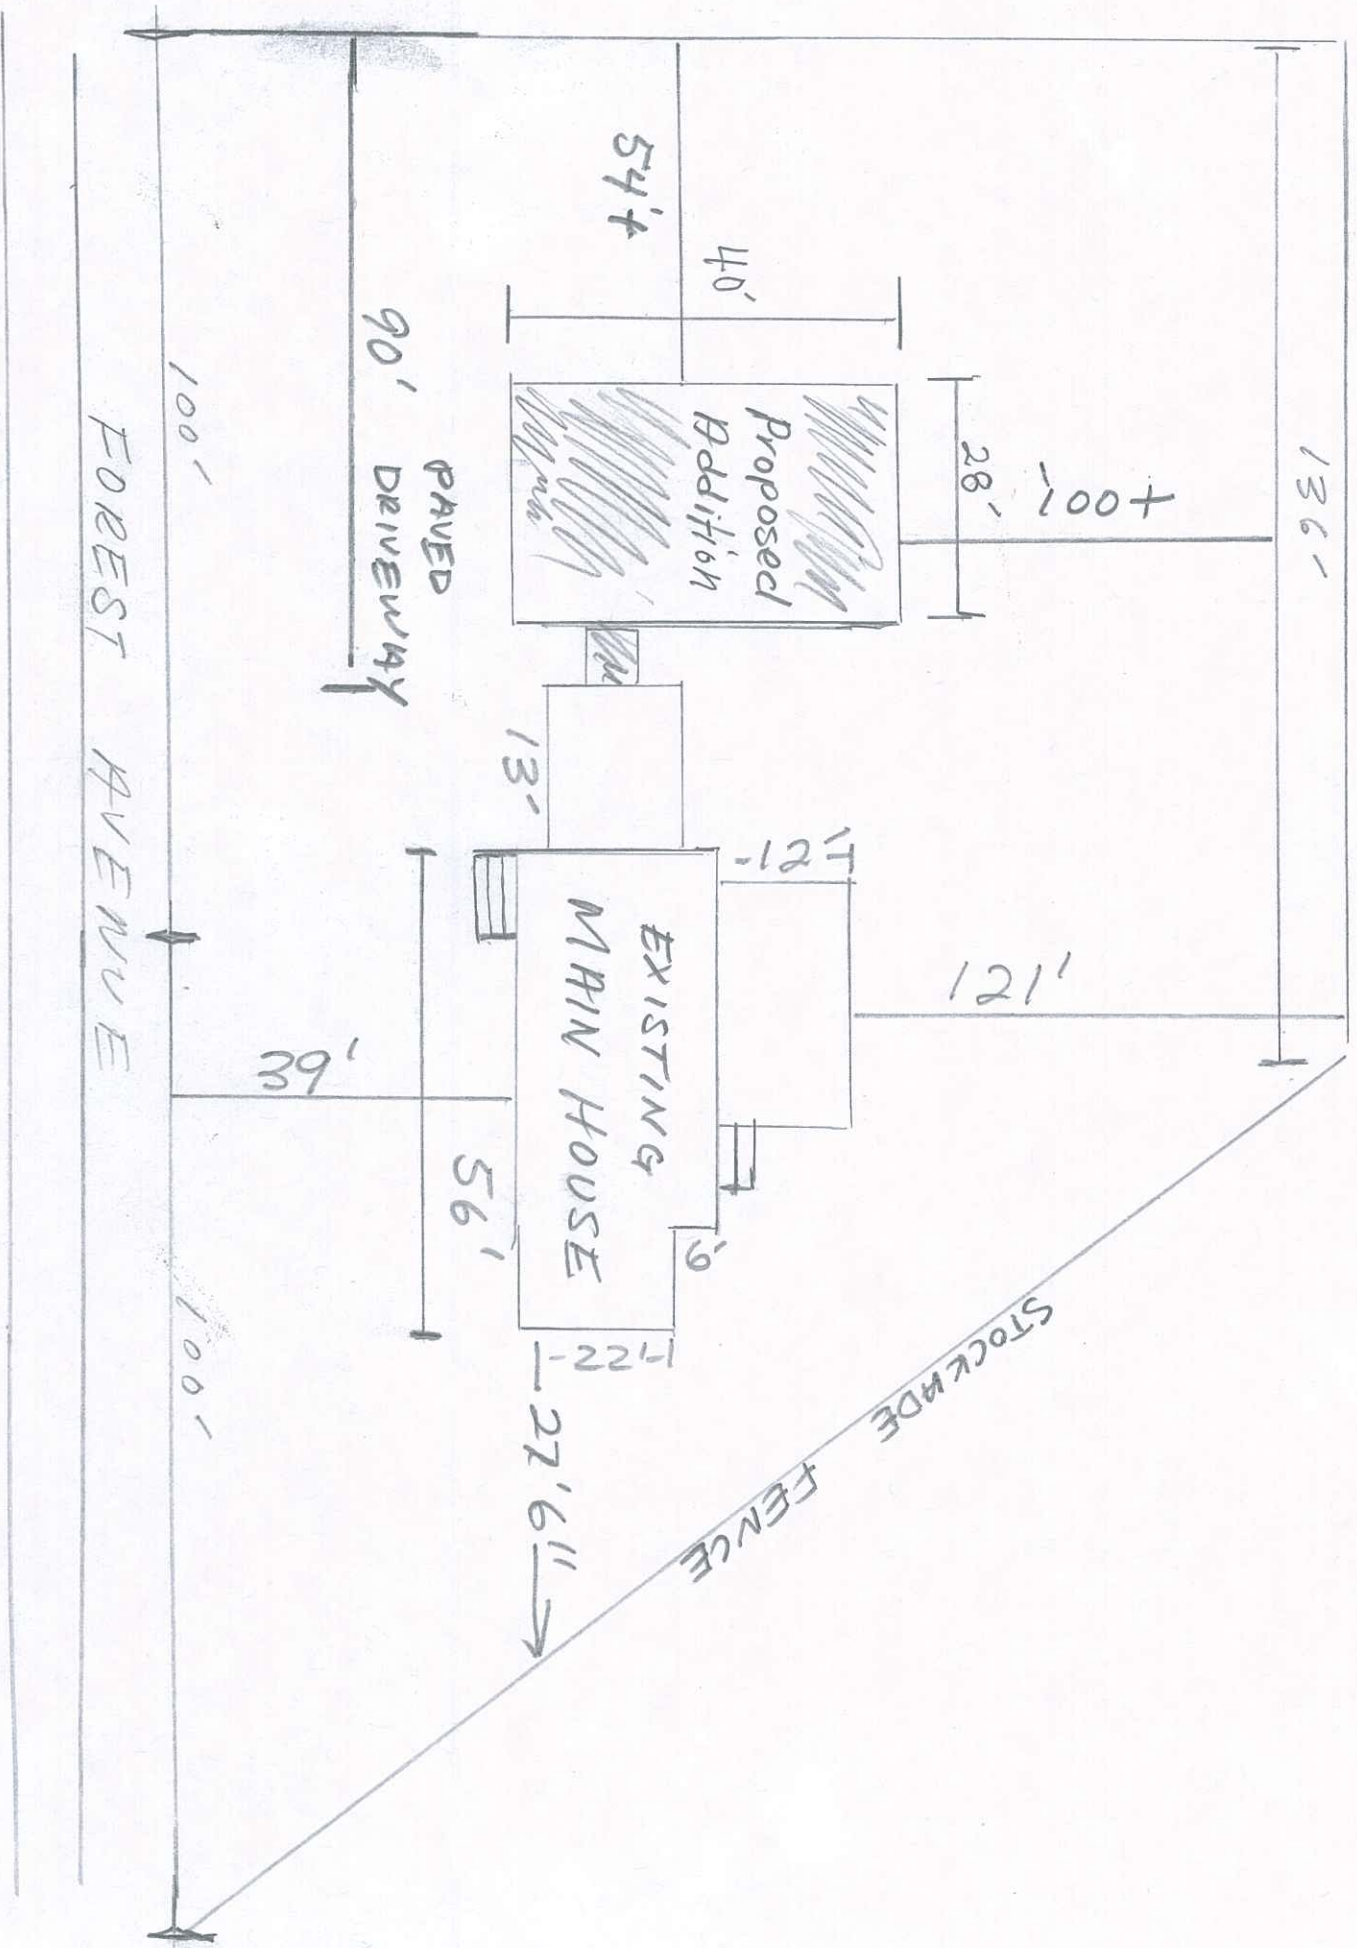 136'
100'+
121'
28'
40'
54'+
Proposed
Addition
-12'-|
13'
EXISTING
MAIN HOUSE
6'
|-22'-|
27'6"
PAVED
90' DRIVEWAY
56'
39'
STOCKADE FENCE
100'
100'
FOREST AVENUE